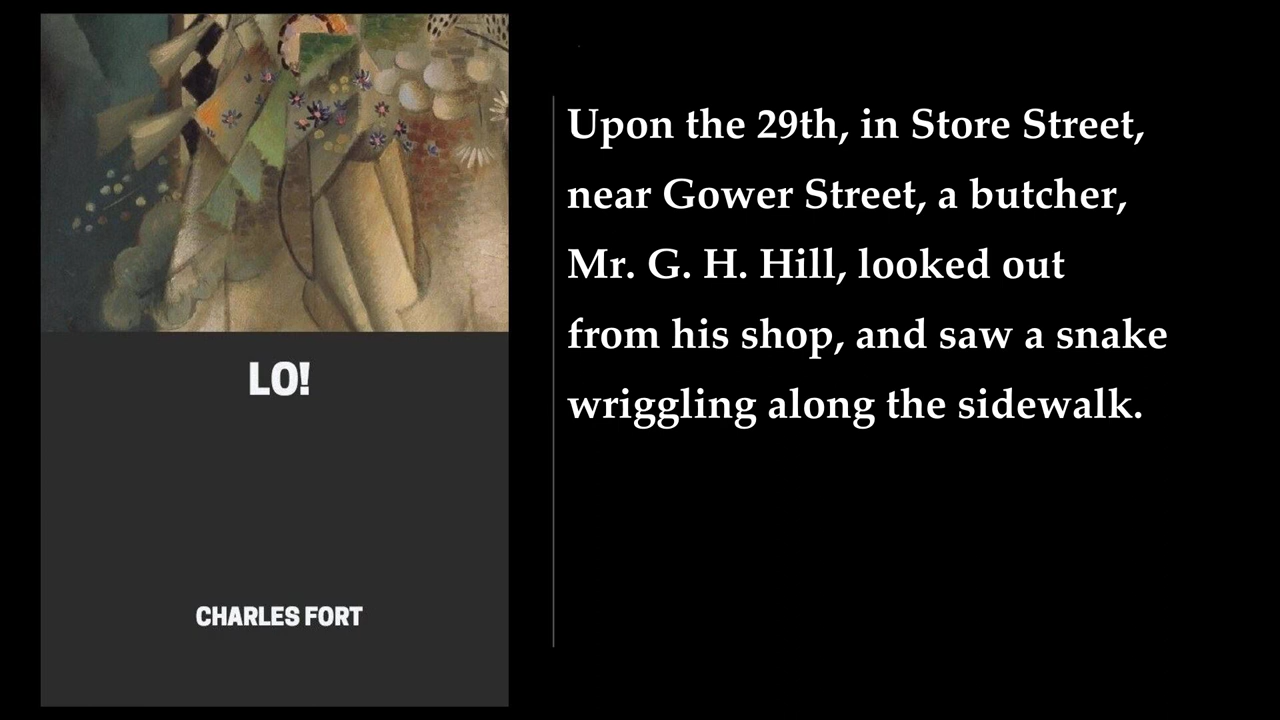 LO!
CHARLES FORT
Upon the 29th, in Store Street,
near Gower Street, a butcher,
Mr. G. H. Hill, looked out
from his shop, and saw a snake
wriggling along the sidewalk.